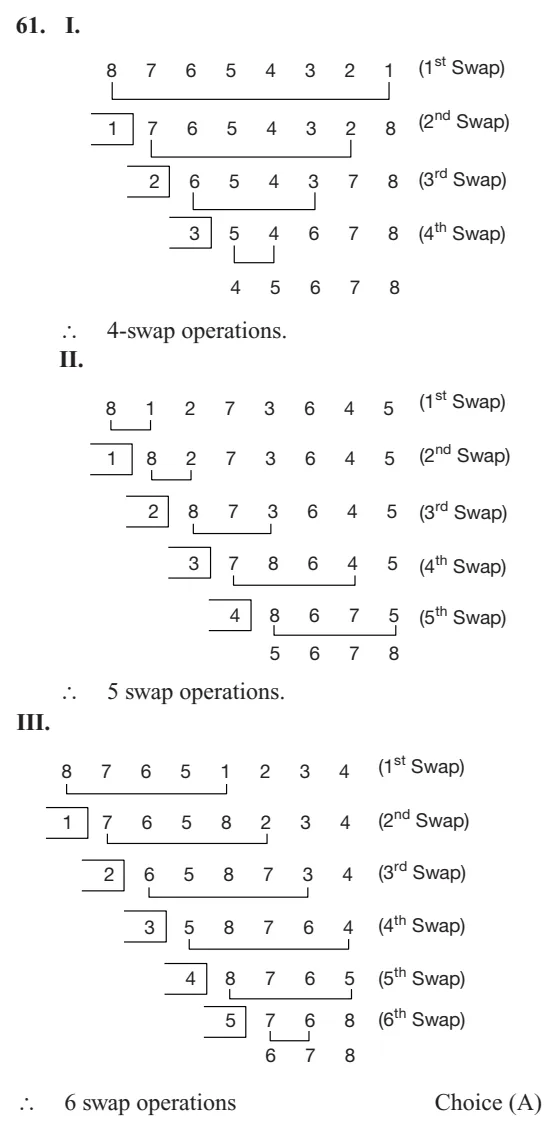 61. I.
8 7 6 5 4 3 2 1 (1st Swap)
1 7 6 5 4 3 2 8 (2nd Swap)
2 6 5 4 3 7 8 (3rd Swap)
3 5 4 6 7 8 (4th Swap)
4 5 6 7 8
∴ 4-swap operations.
II.
8 1 2 7 3 6 4 5 (1st Swap)
1 8 2 7 3 6 4 5 (2nd Swap)
2 8 7 3 6 4 5 (3rd Swap)
3 7 8 6 4 5 (4th Swap)
4 8 6 7 5 (5th Swap)
5 6 7 8
∴ 5 swap operations.
III.
8 7 6 5 1 2 3 4 (1st Swap)
1 7 6 5 8 2 3 4 (2nd Swap)
2 6 5 8 7 3 4 (3rd Swap)
3 5 8 7 6 4 (4th Swap)
4 8 7 6 5 (5th Swap)
5 7 6 8 (6th Swap)
6 7 8
∴ 6 swap operations Choice (A)